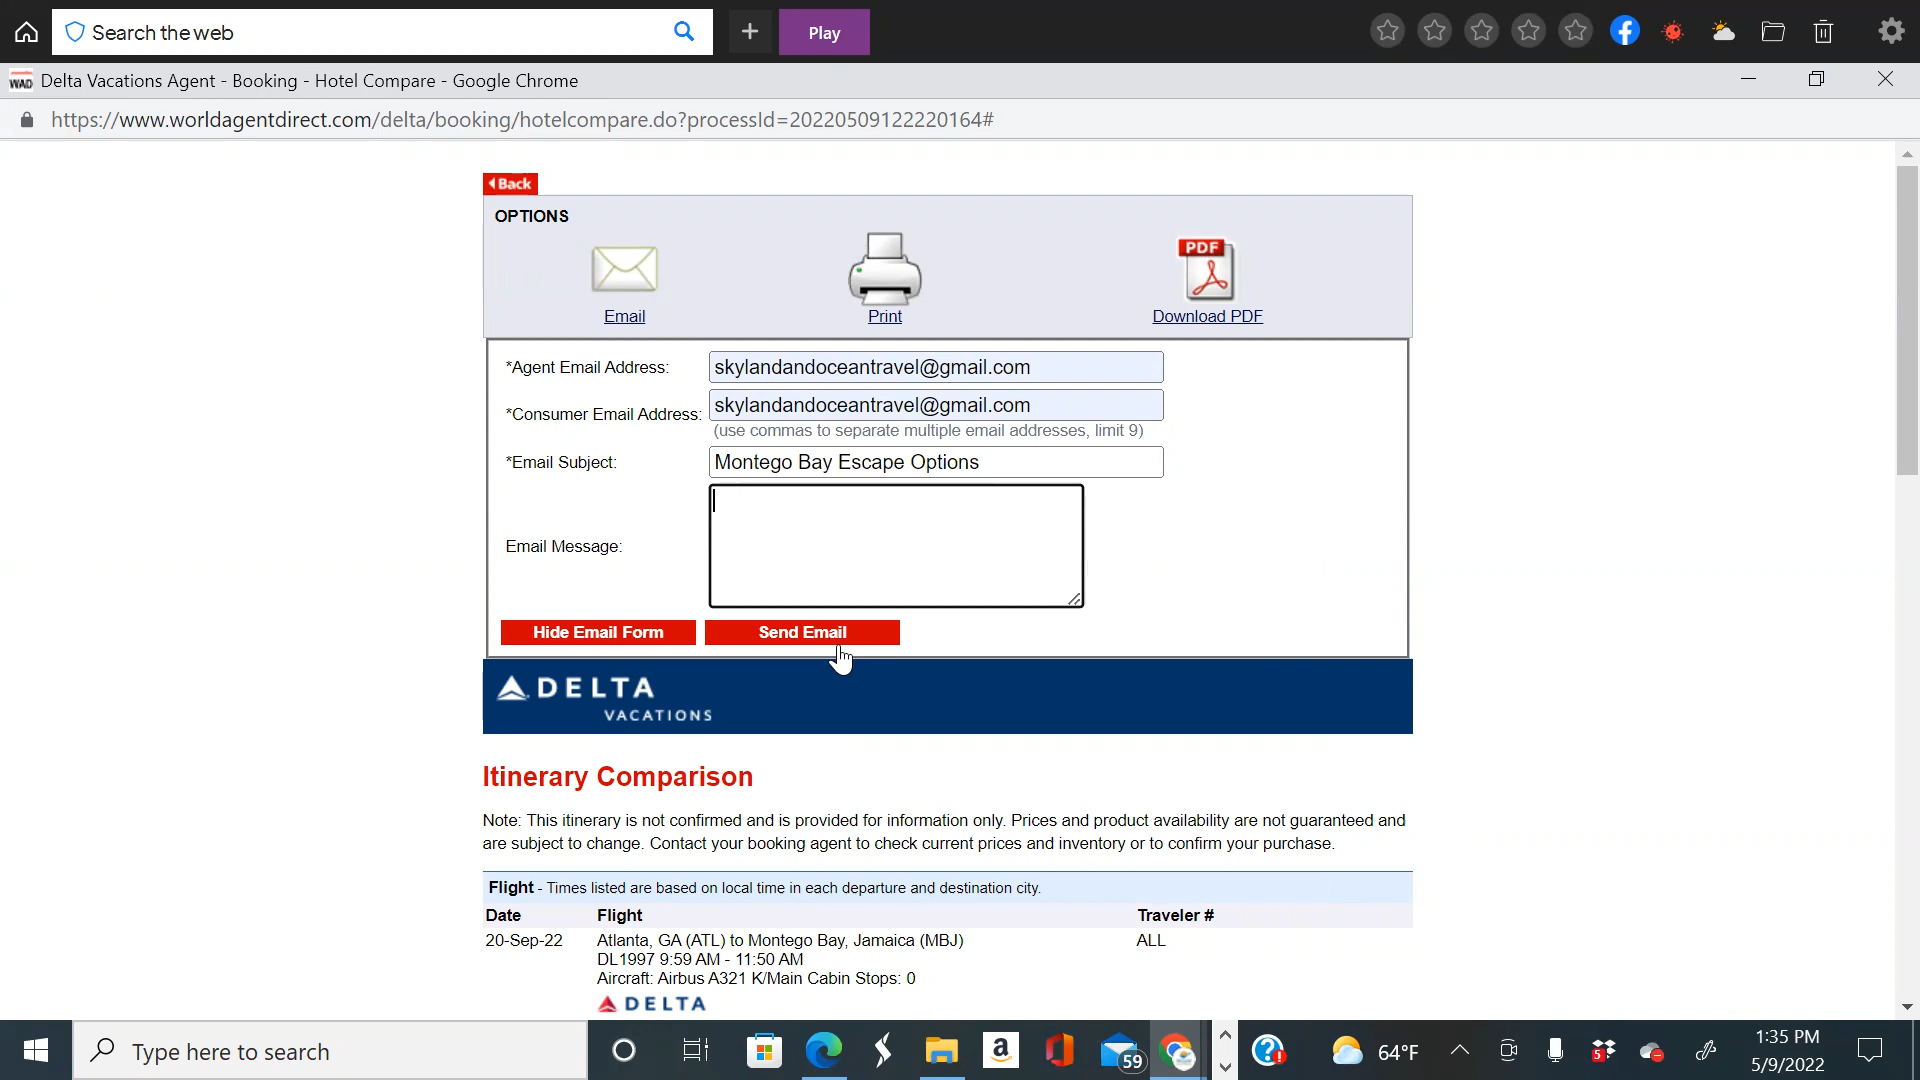 Search the web
+
Play
WAD
Delta Vacations Agent - Booking - Hotel Compare - Google Chrome
https://www.worldagentdirect.com/delta/booking/hotelcompare.do?processId=20220509122220164#
Back
OPTIONS
PDF
Email
Print
Download PDF
*Agent Email Address:
skylandandoceantravel@gmail.com
*Consumer Email Address:
skylandandoceantravel@gmail.com
(use commas to separate multiple email addresses, limit 9)
*Email Subject:
Montego Bay Escape Options
Email Message:
Hide Email Form
Send Email
DELTA
VACATIONS
Itinerary Comparison
Note: This itinerary is not confirmed and is provided for information only. Prices and product availability are not guaranteed and
are subject to change. Contact your booking agent to check current prices and inventory or to confirm your purchase.
Flight - Times listed are based on local time in each departure and destination city.
Date Flight Traveler #
20-Sep-22 Atlanta, GA (ATL) to Montego Bay, Jamaica (MBJ) ALL
DL1997 9:59 AM - 11:50 AM
Aircraft: Airbus A321 K/Main Cabin Stops: 0
DELTA
Type here to search
a
59
64°F
5
1:35 PM
5/9/2022